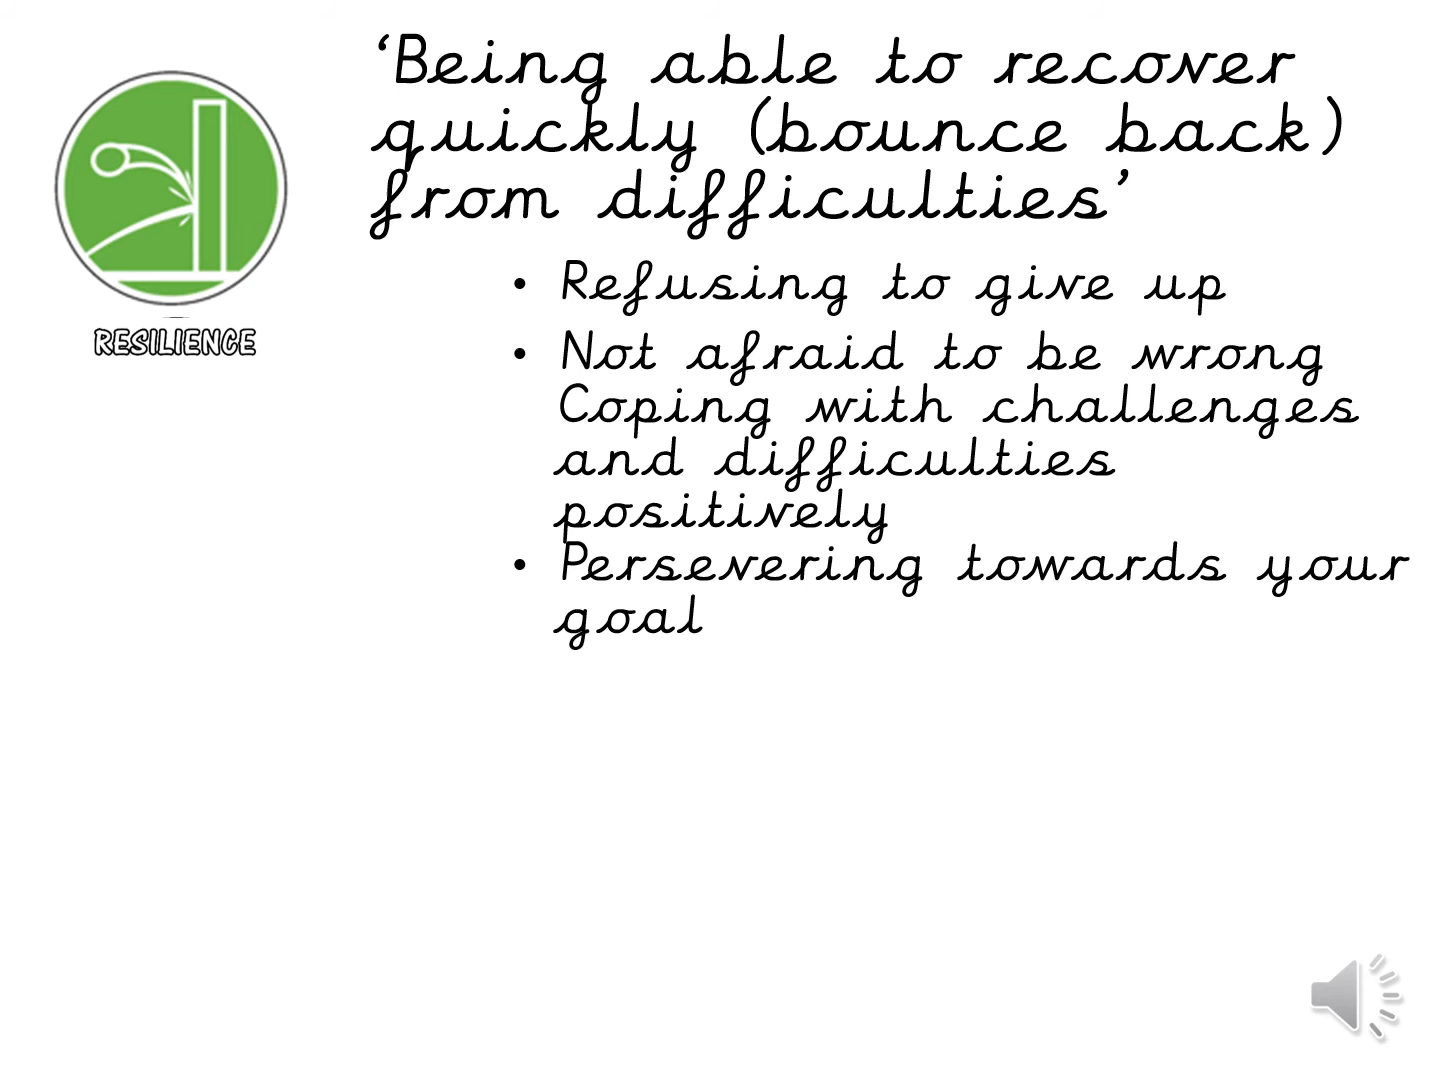 ‘Being able to recover
quickly (bounce back)
from difficulties’
RESILIENCE
• Refusing to give up
• Not afraid to be wrong
Coping with challenges
and difficulties
positively
• Persevering towards your
goal